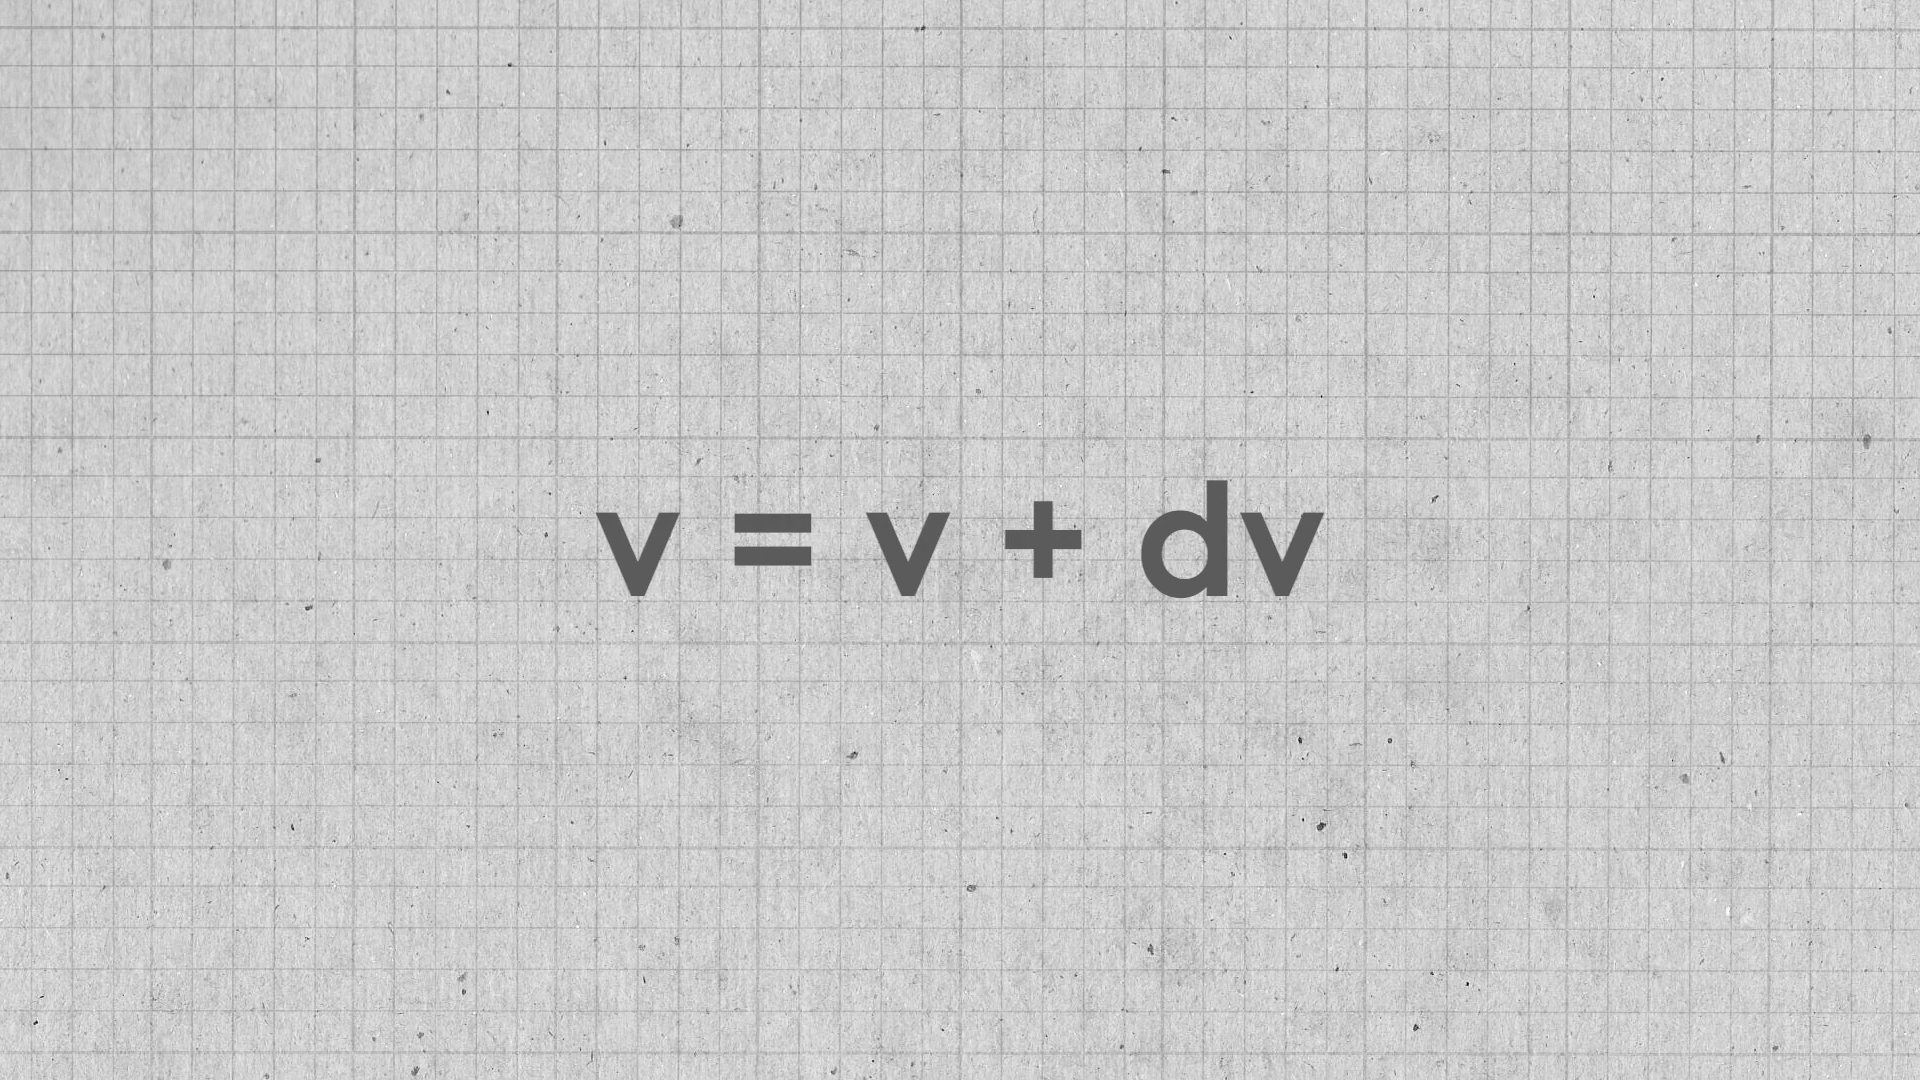 v = v + dv